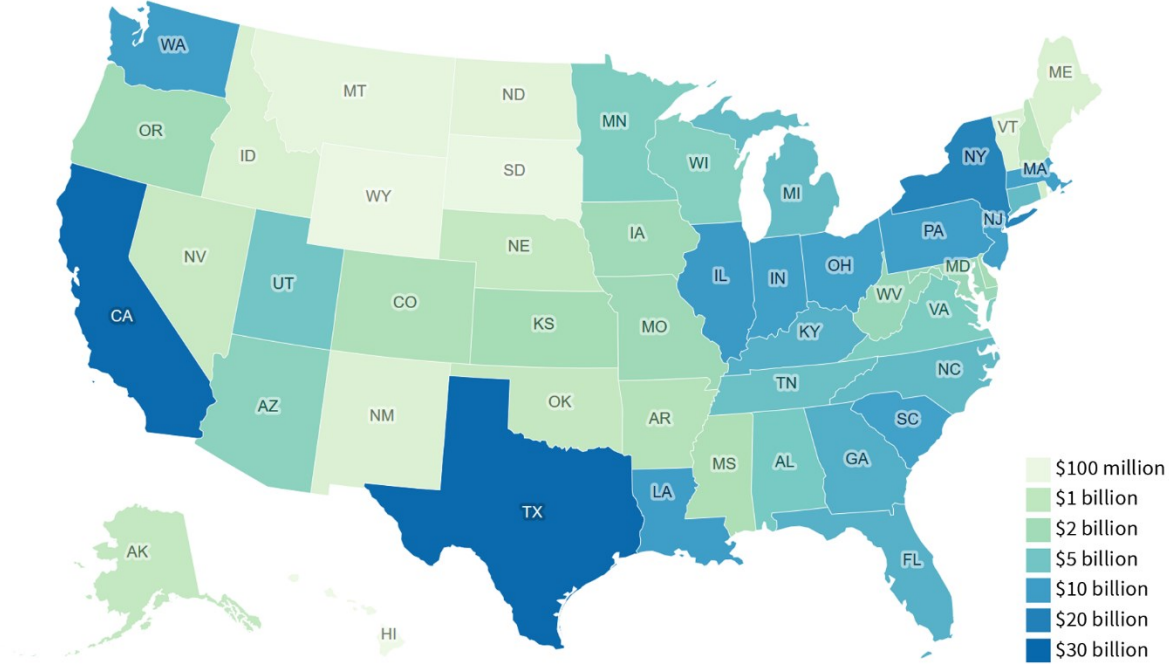 WA
MT
ND
MN
ME
VT
OR
ID
SD
WI
MI
NY
MA
WY
IA
NE
PA
NJ
NV
UT
CO
IL
IN
OH
MD
WV
VA
CA
KS
MO
KY
NC
TN
AZ
NM
OK
AR
SC
MS
AL
GA
TX
LA
FL
AK
HI
$100 million
$1 billion
$2 billion
$5 billion
$10 billion
$20 billion
$30 billion